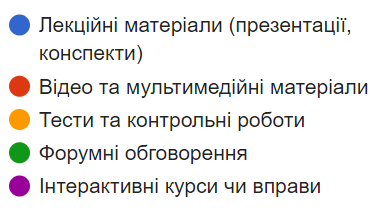 Лекційні матеріали (презентації,
конспекти)
Відео та мультимедійні матеріали
Тести та контрольні роботи
Форумні обговорення
Інтерактивні курси чи вправи